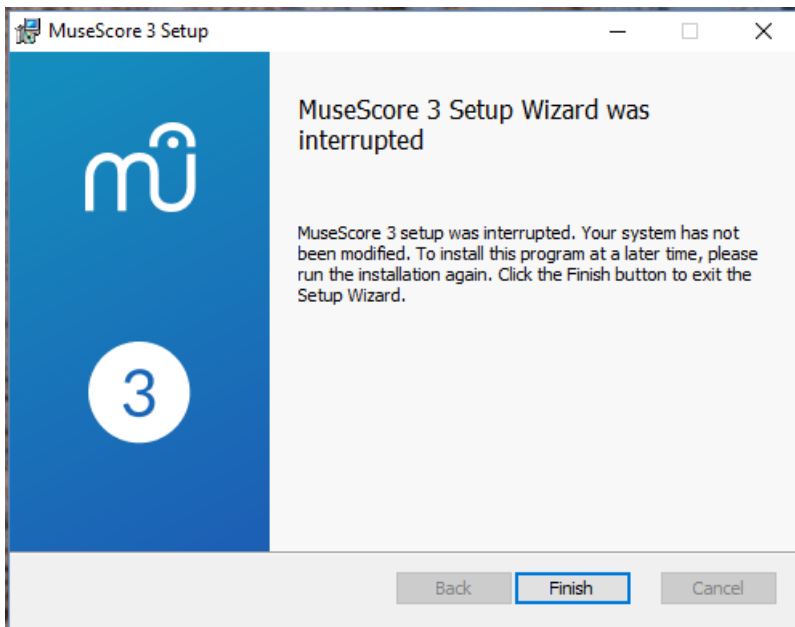 MuseScore 3 Setup
mû
MuseScore 3 Setup Wizard was
interrupted
MuseScore 3 setup was interrupted. Your system has not
been modified. To install this program at a later time, please
run the installation again. Click the Finish button to exit the
Setup Wizard.
3
Back Finish Cancel